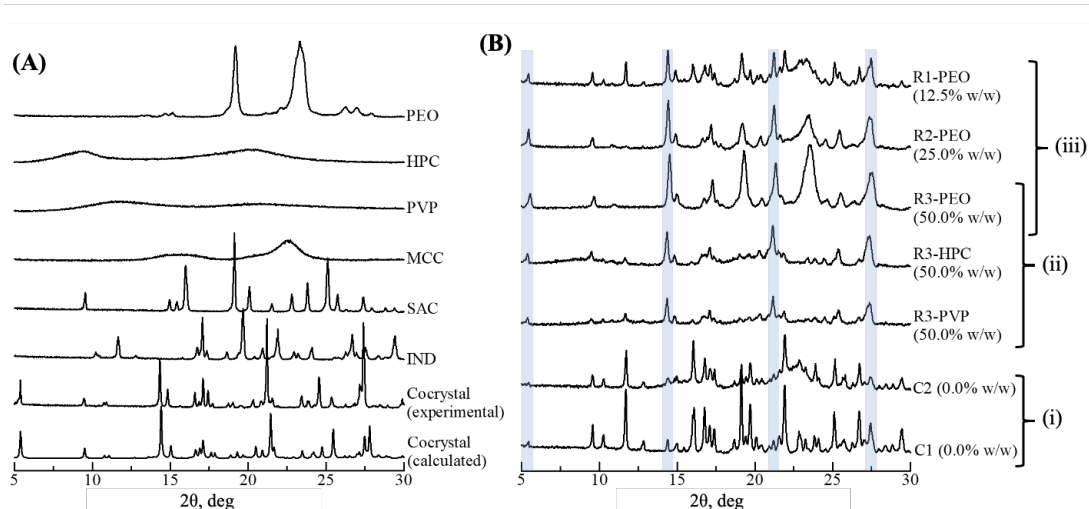 (A)
PEO
HPC
PVP
MCC
SAC
IND
Cocrystal
(experimental)
Cocrystal
(calculated)
5 10 15 20 25 30
2θ, deg
(B)
R1-PEO
(12.5% w/w)
R2-PEO
(25.0% w/w)
R3-PEO
(50.0% w/w)
R3-HPC
(50.0% w/w)
R3-PVP
(50.0% w/w)
C2 (0.0% w/w)
C1 (0.0% w/w)
(iii)
(ii)
(i)
5 10 15 20 25 30
2θ, deg